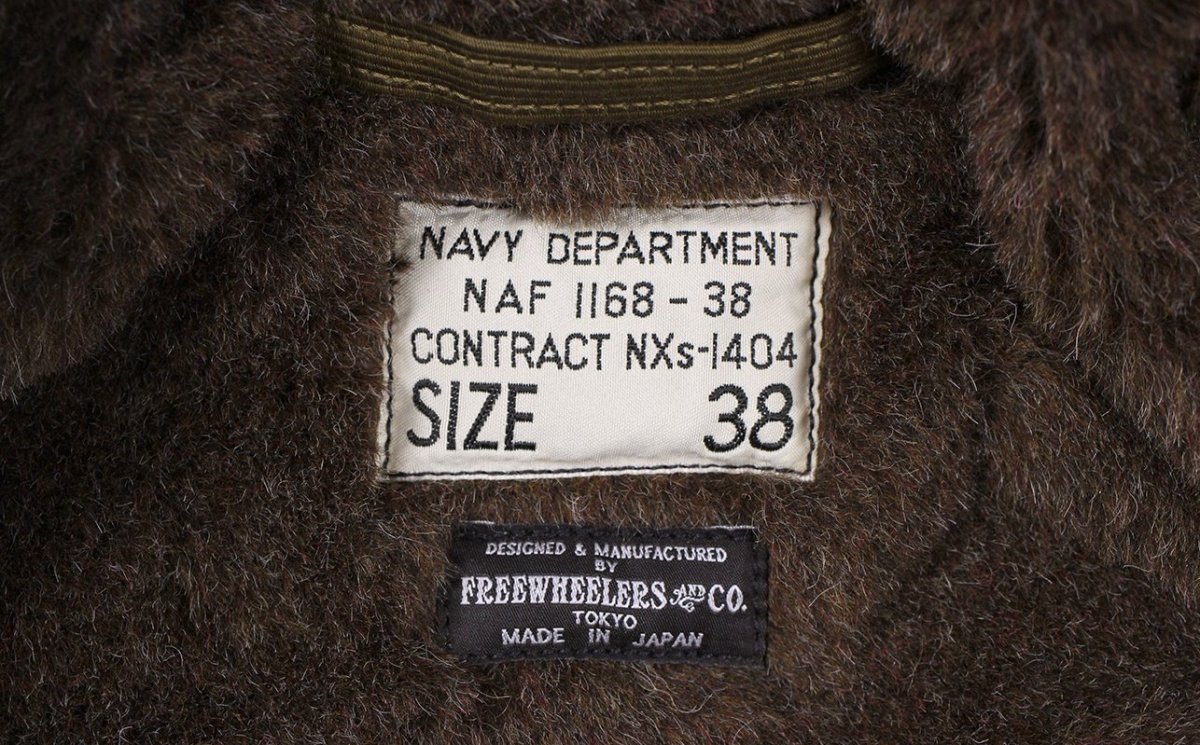 NAVY DEPARTMENT
NAF 1168-38
CONTRACT NXs-1404
SIZE 38
DESIGNED & MANUFACTURED
BY
FREEWHEELERS AND CO.
TOKYO
MADE IN JAPAN